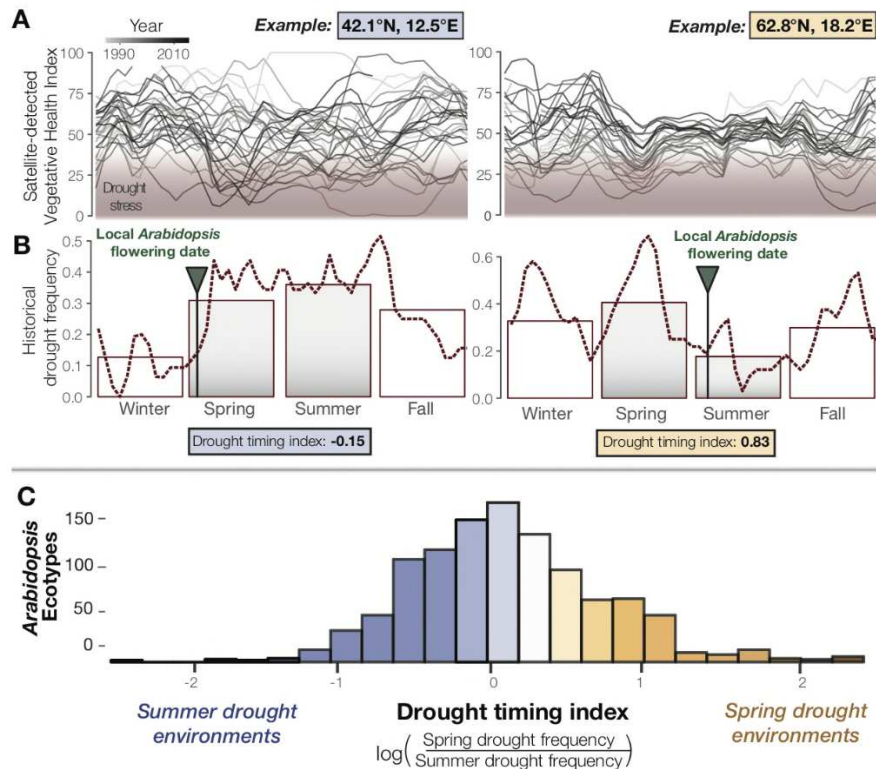 A
Year
1990 2010
Example: 42.1°N, 12.5°E
Example: 62.8°N, 18.2°E
Satellite-detected
Vegetative Health Index
100
75
50
25
0
Drought
stress
100
75
50
25
0
B
Local Arabidopsis
flowering date
Local Arabidopsis
flowering date
Historical
drought frequency
0.5
0.4
0.3
0.2
0.1
0.0
0.6
0.4
0.2
0.0
Winter Spring Summer Fall
Winter Spring Summer Fall
Drought timing index: -0.15
Drought timing index: 0.83
C
Arabidopsis
Ecotypes
150
100
50
0
-2 -1 0 1 2
Summer drought
environments
Drought timing index
log(Spring drought frequency
Summer drought frequency)
Spring drought
environments